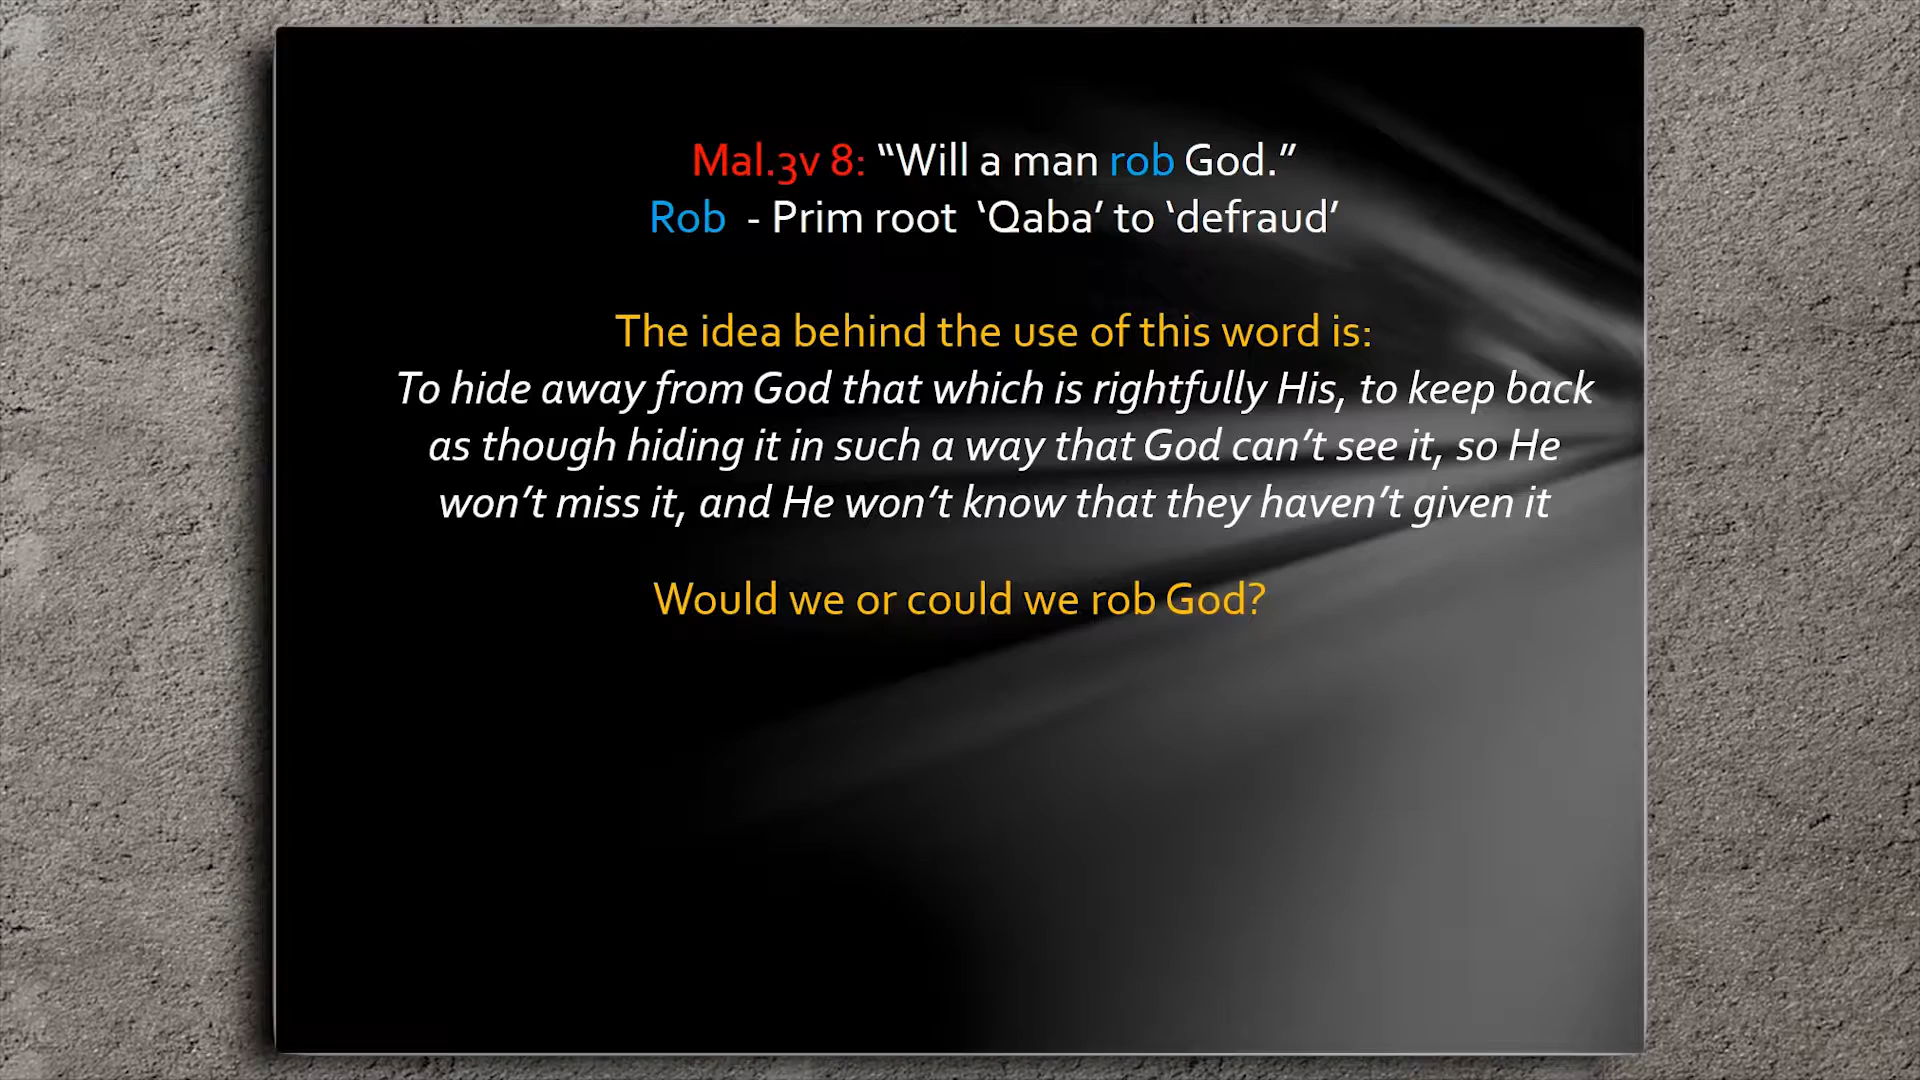 Mal.3v 8: “Will a man rob God.”
Rob - Prim root ‘Qaba’ to ‘defraud’
The idea behind the use of this word is:
To hide away from God that which is rightfully His, to keep back
as though hiding it in such a way that God can’t see it, so He
won’t miss it, and He won’t know that they haven’t given it
Would we or could we rob God?